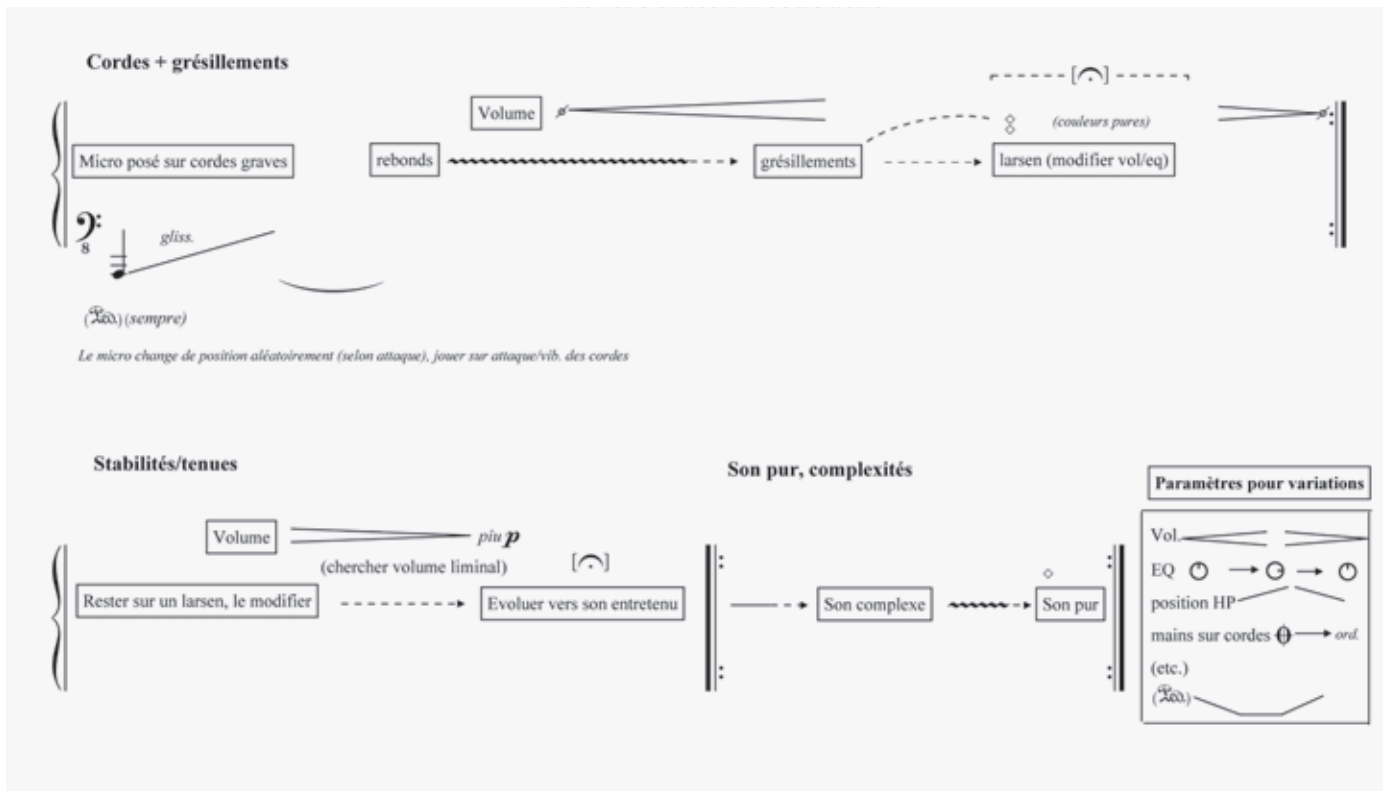 Cordes + grésillements
Volume
(couleurs pures)
Micro posé sur cordes graves
rebonds
grésillements
larsen (modifier vol/eq)
8
gliss.
(Ped.) (sempre)
Le micro change de position aléatoirement (selon attaque), jouer sur attaque/vib. des cordes
Stabilités/tenues
Volume
piu p
(chercher volume liminal)
Rester sur un larsen, le modifier
Evoluer vers son entretenu
Son pur, complexités
Son complexe
Son pur
Paramètres pour variations
Vol.
EQ
position HP
mains sur cordes
ord.
(etc.)
(Ped.)